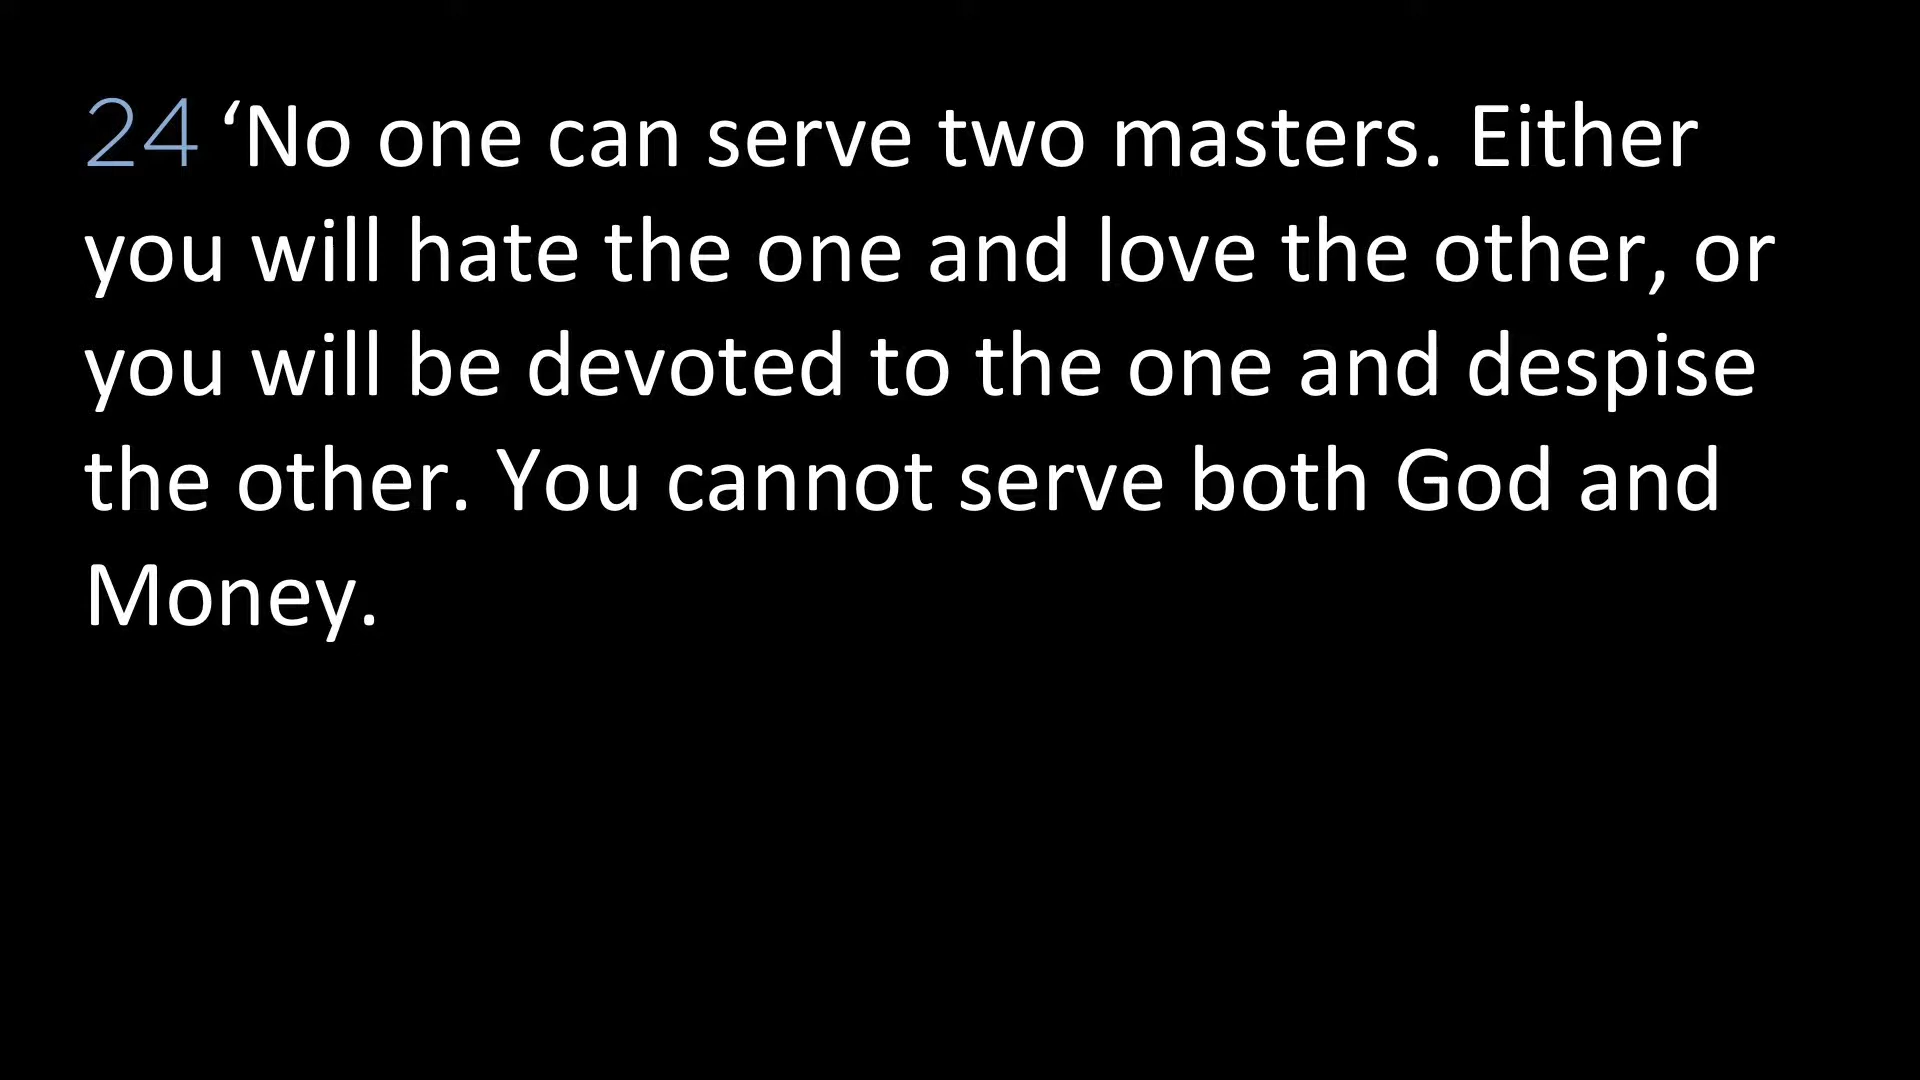 24 ‘No one can serve two masters. Either
you will hate the one and love the other, or
you will be devoted to the one and despise
the other. You cannot serve both God and
Money.